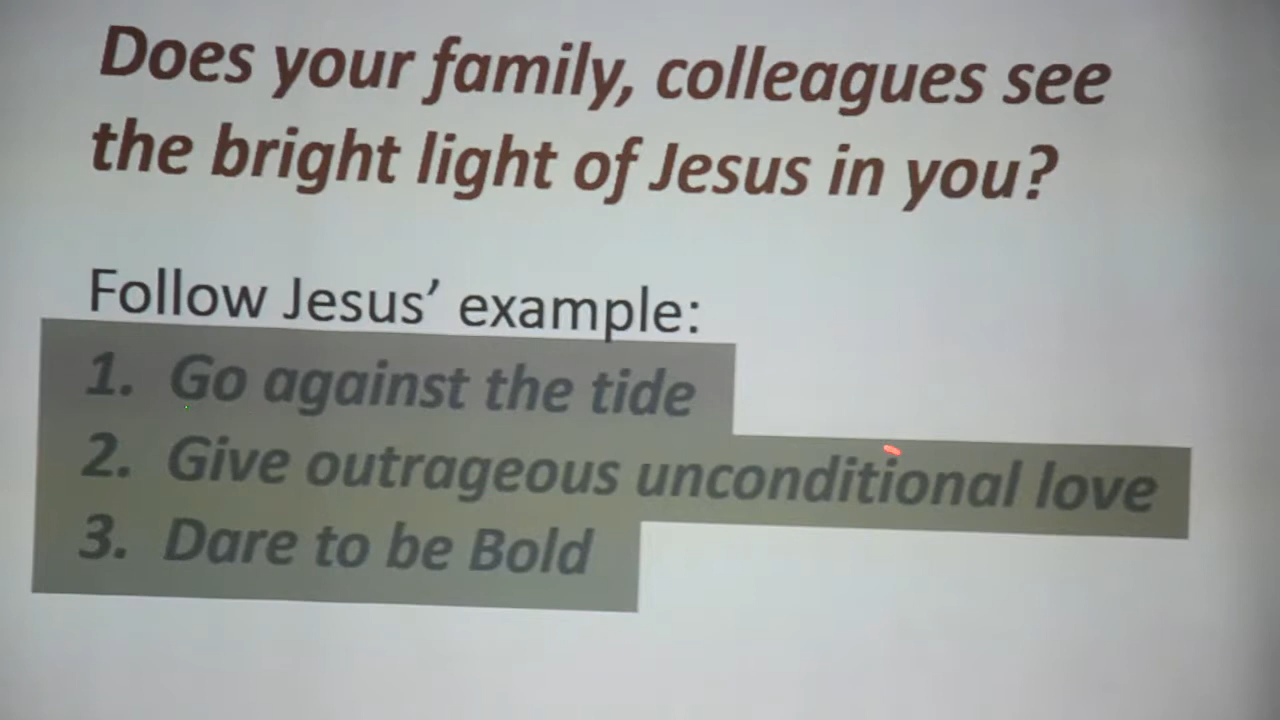 Does your family, colleagues see
the bright light of Jesus in you?
Follow Jesus’ example:
1. Go against the tide
2. Give outrageous unconditional love
3. Dare to be Bold